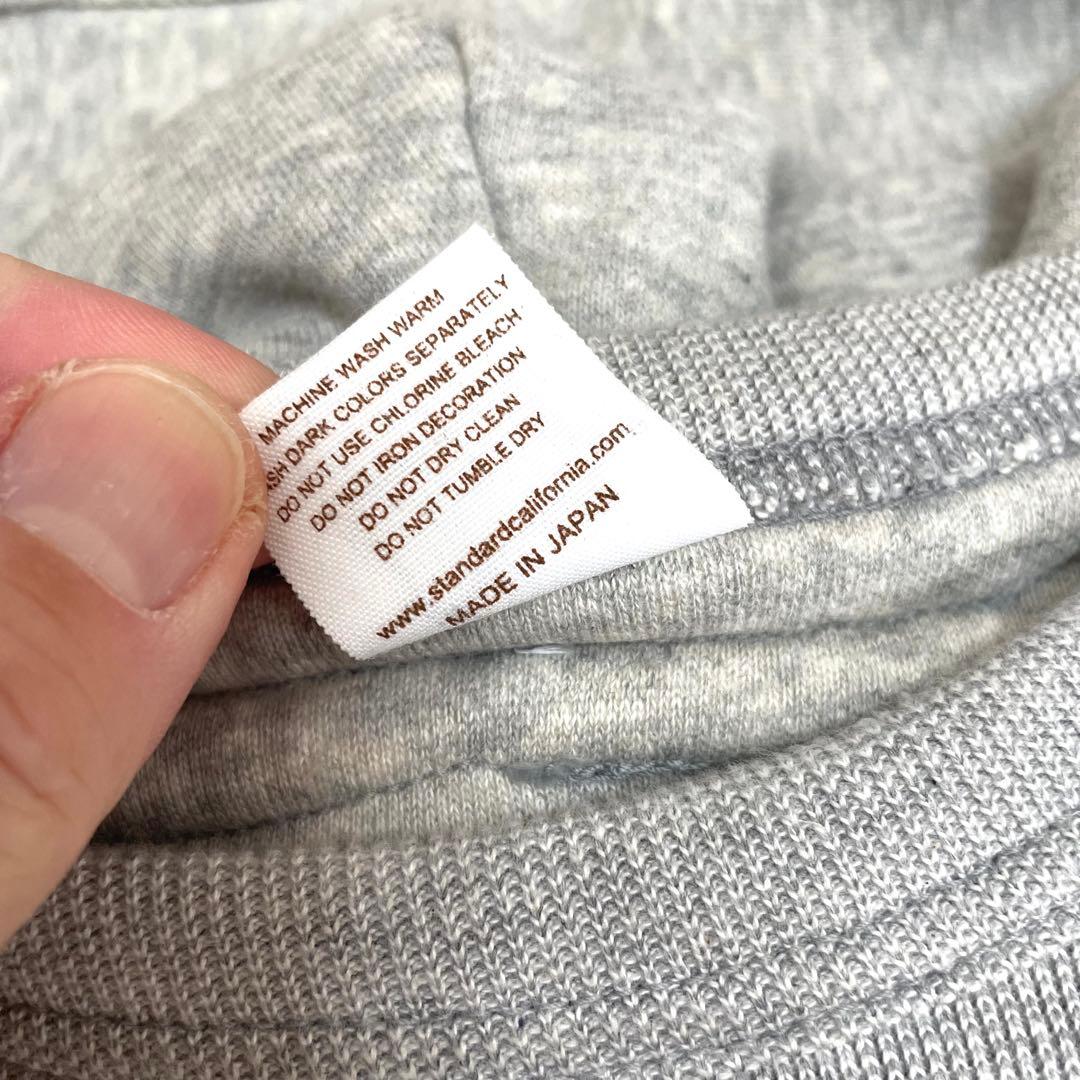 MACHINE WASH WARM
ASH DARK COLORS SEPARATELY
DO NOT USE CHLORINE BLEACH
DO NOT IRON DECORATION
DO NOT DRY CLEAN
DO NOT TUMBLE DRY
www.standardcalifornia.com
MADE IN JAPAN